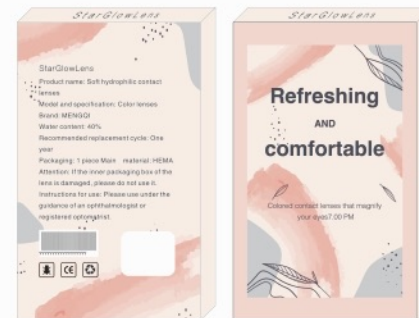 StarGlowLens
StarGlowLens
Product name: Soft hydrophilic contact
lenses
Model and specification: Color lenses
Brand: MENGQI
Water content: 40%
Recommended replacement cycle: One
year
Packaging: 1 piece Main material: HEMA
Attention: If the inner packaging box of the
lens is damaged, please do not use it.
Instructions for use: Please use under the
guidance of an ophthalmologist or
registered optometrist.
CE
StarGlowLens
Refreshing
AND
comfortable
Colored contact lenses that magnify
your eyes7.00 PM